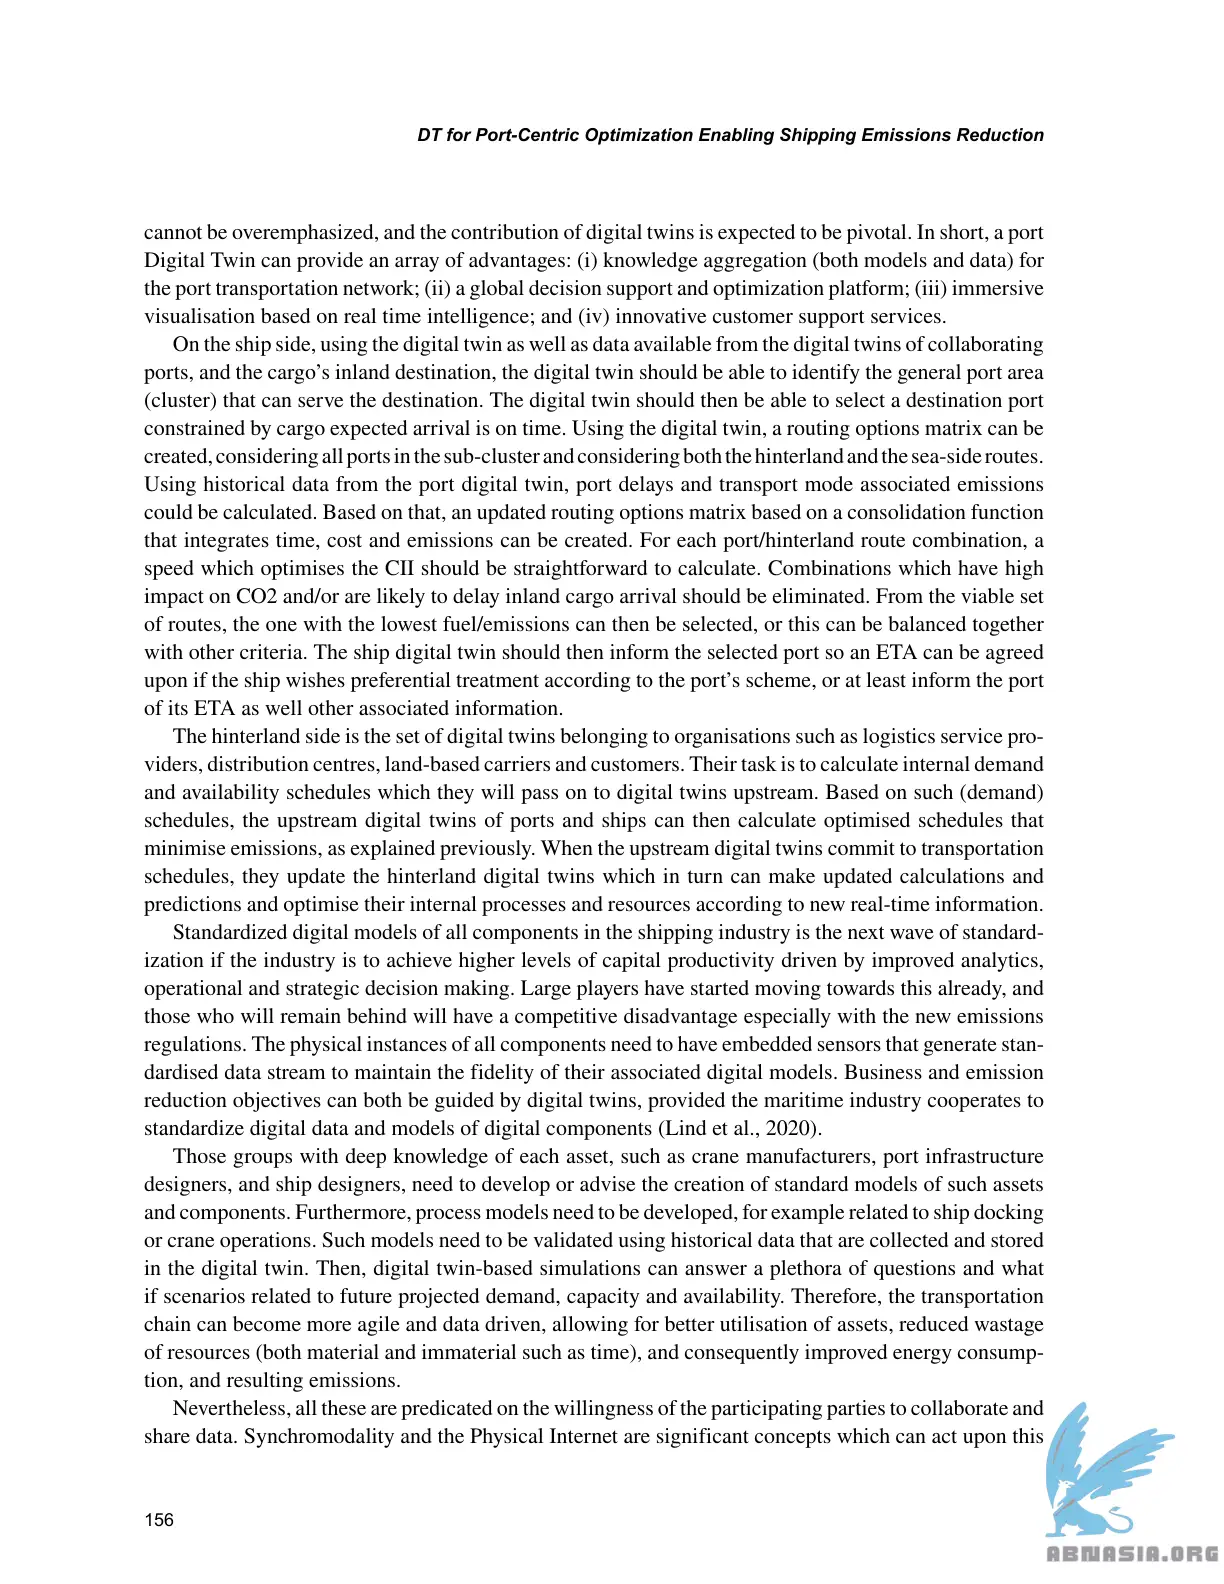 DT for Port-Centric Optimization Enabling Shipping Emissions Reduction
cannot be overemphasized, and the contribution of digital twins is expected to be pivotal. In short, a port
Digital Twin can provide an array of advantages: (i) knowledge aggregation (both models and data) for
the port transportation network; (ii) a global decision support and optimization platform; (iii) immersive
visualisation based on real time intelligence; and (iv) innovative customer support services.
On the ship side, using the digital twin as well as data available from the digital twins of collaborating
ports, and the cargo’s inland destination, the digital twin should be able to identify the general port area
(cluster) that can serve the destination. The digital twin should then be able to select a destination port
constrained by cargo expected arrival is on time. Using the digital twin, a routing options matrix can be
created, considering all ports in the sub-cluster and considering both the hinterland and the sea-side routes.
Using historical data from the port digital twin, port delays and transport mode associated emissions
could be calculated. Based on that, an updated routing options matrix based on a consolidation function
that integrates time, cost and emissions can be created. For each port/hinterland route combination, a
speed which optimises the CII should be straightforward to calculate. Combinations which have high
impact on CO2 and/or are likely to delay inland cargo arrival should be eliminated. From the viable set
of routes, the one with the lowest fuel/emissions can then be selected, or this can be balanced together
with other criteria. The ship digital twin should then inform the selected port so an ETA can be agreed
upon if the ship wishes preferential treatment according to the port’s scheme, or at least inform the port
of its ETA as well other associated information.
The hinterland side is the set of digital twins belonging to organisations such as logistics service pro-
viders, distribution centres, land-based carriers and customers. Their task is to calculate internal demand
and availability schedules which they will pass on to digital twins upstream. Based on such (demand)
schedules, the upstream digital twins of ports and ships can then calculate optimised schedules that
minimise emissions, as explained previously. When the upstream digital twins commit to transportation
schedules, they update the hinterland digital twins which in turn can make updated calculations and
predictions and optimise their internal processes and resources according to new real-time information.
Standardized digital models of all components in the shipping industry is the next wave of standard-
ization if the industry is to achieve higher levels of capital productivity driven by improved analytics,
operational and strategic decision making. Large players have started moving towards this already, and
those who will remain behind will have a competitive disadvantage especially with the new emissions
regulations. The physical instances of all components need to have embedded sensors that generate stan-
dardised data stream to maintain the fidelity of their associated digital models. Business and emission
reduction objectives can both be guided by digital twins, provided the maritime industry cooperates to
standardize digital data and models of digital components (Lind et al., 2020).
Those groups with deep knowledge of each asset, such as crane manufacturers, port infrastructure
designers, and ship designers, need to develop or advise the creation of standard models of such assets
and components. Furthermore, process models need to be developed, for example related to ship docking
or crane operations. Such models need to be validated using historical data that are collected and stored
in the digital twin. Then, digital twin-based simulations can answer a plethora of questions and what
if scenarios related to future projected demand, capacity and availability. Therefore, the transportation
chain can become more agile and data driven, allowing for better utilisation of assets, reduced wastage
of resources (both material and immaterial such as time), and consequently improved energy consump-
tion, and resulting emissions.
Nevertheless, all these are predicated on the willingness of the participating parties to collaborate and
share data. Synchromodality and the Physical Internet are significant concepts which can act upon this
156
ABNASIA.ORG